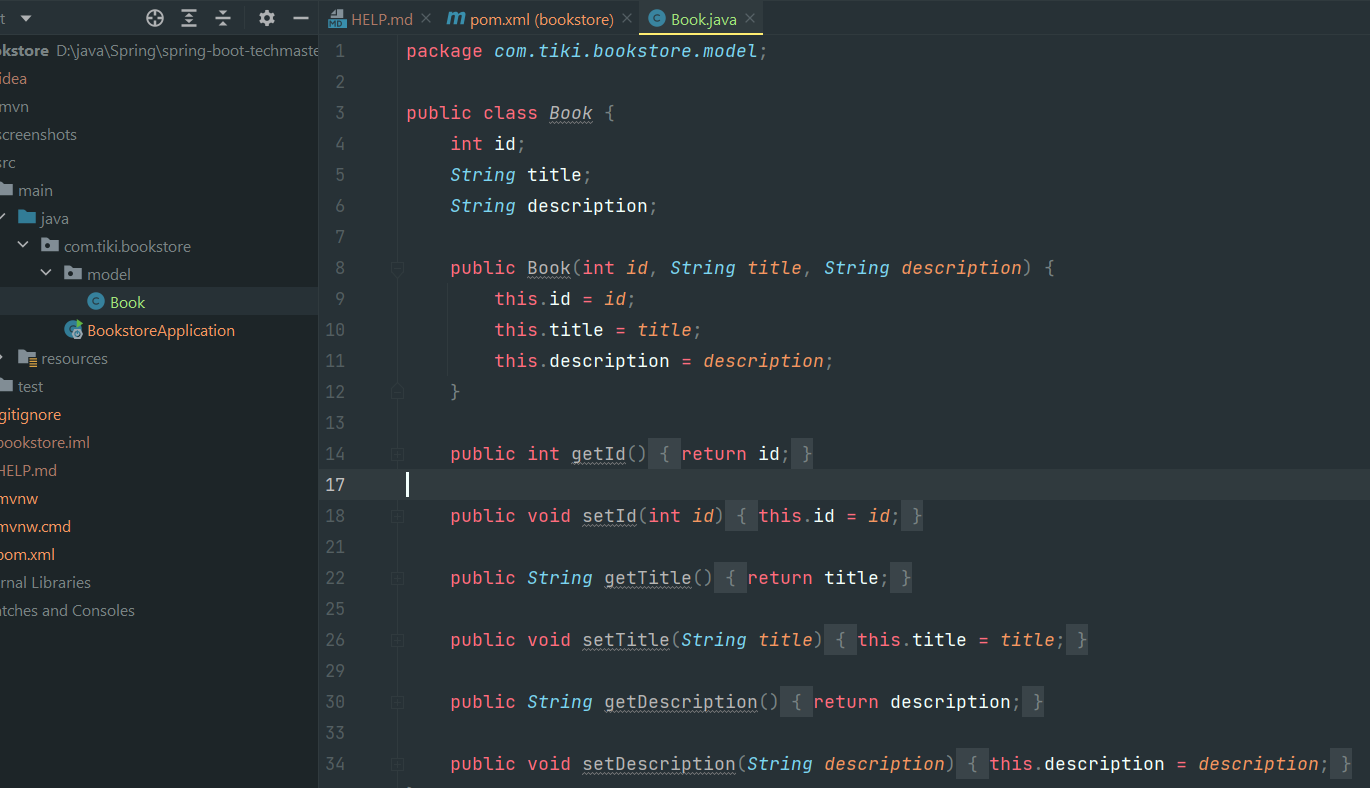 t
HELP.md
pom.xml (bookstore)
Book.java
kstore D:\java\Spring\spring-boot-techmaste
idea
mvn
screenshots
src
main
java
com.tiki.bookstore
model
Book
BookstoreApplication
resources
test
gitignore
bookstore.iml
HELP.md
mvnw
mvnw.cmd
pom.xml
rnal Libraries
atches and Consoles
1 package com.tiki.bookstore.model;
2
3 public class Book {
4 int id;
5 String title;
6 String description;
7
8 public Book(int id, String title, String description) {
9 this.id = id;
10 this.title = title;
11 this.description = description;
12 }
13
14 public int getId() { return id; }
17
18 public void setId(int id) { this.id = id; }
21
22 public String getTitle() { return title; }
25
26 public void setTitle(String title) { this.title = title; }
29
30 public String getDescription() { return description; }
33
34 public void setDescription(String description) { this.description = description; }